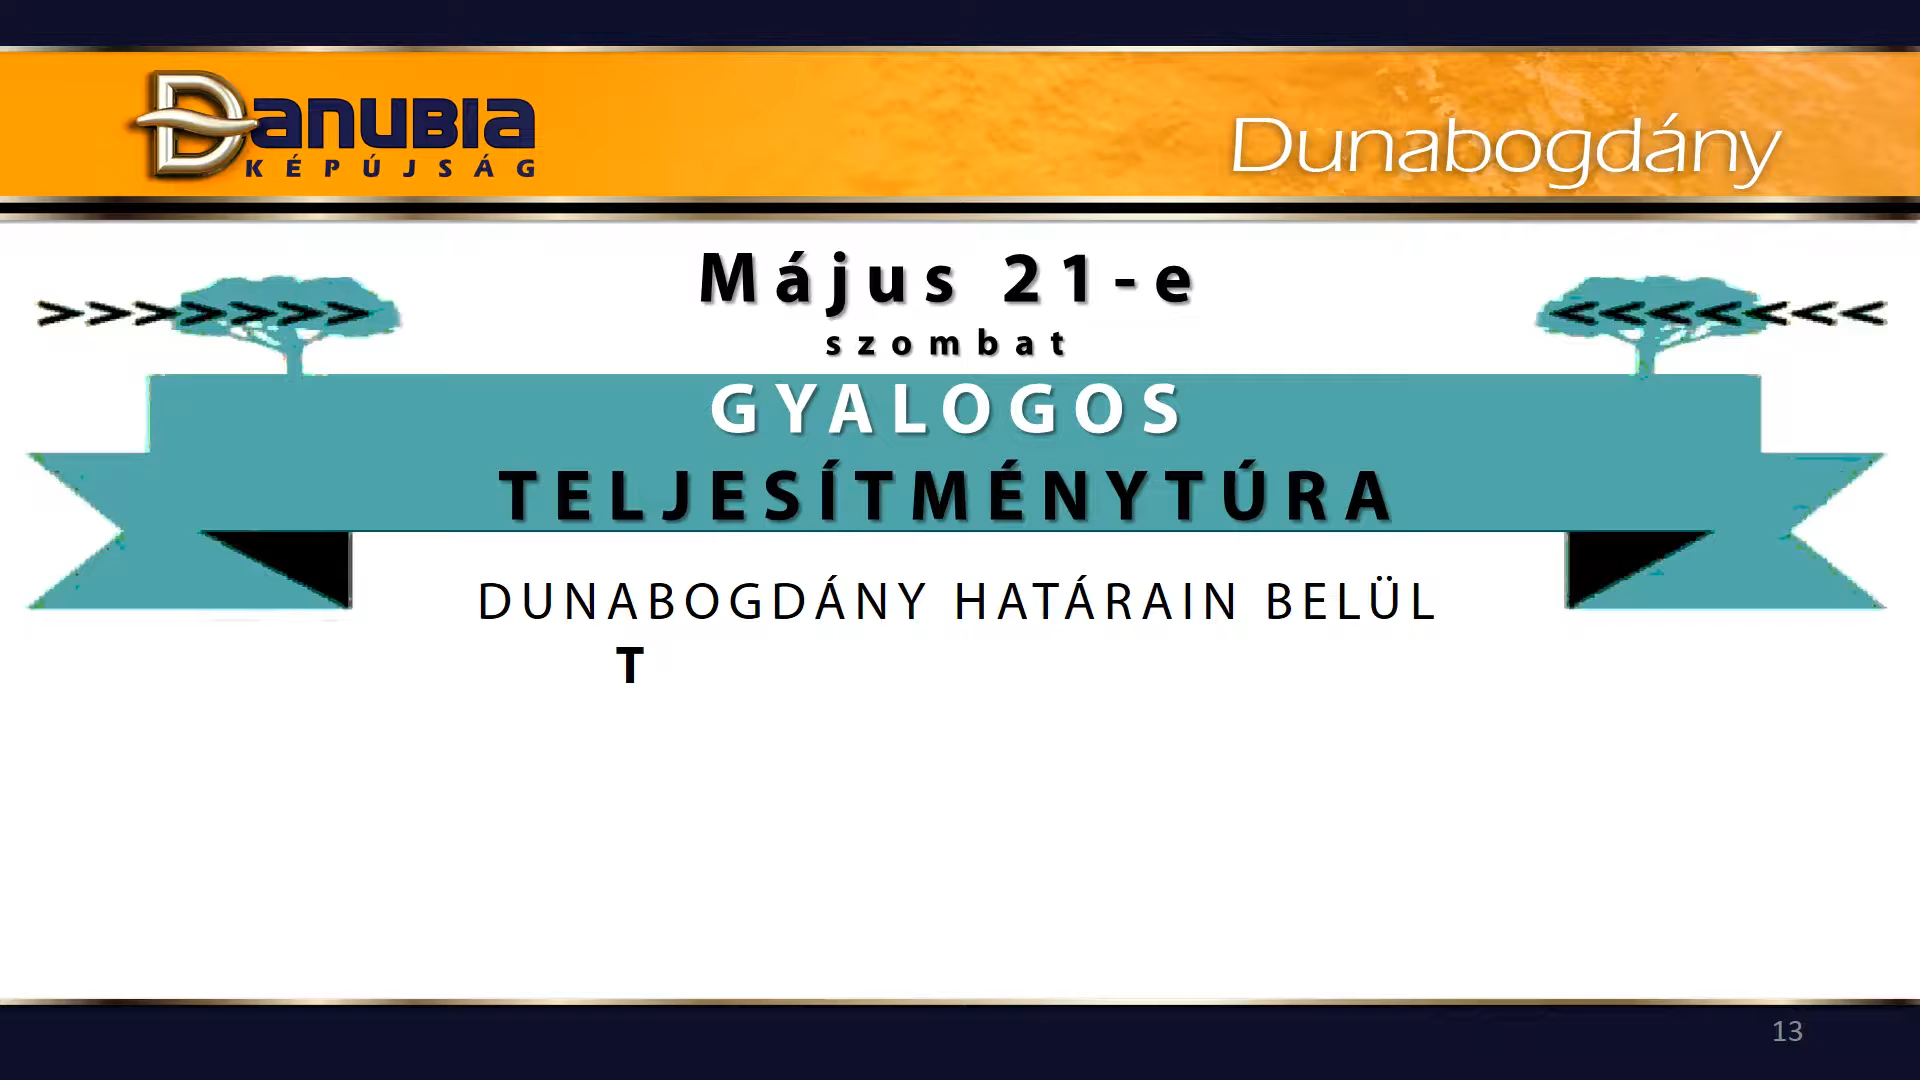 DANUBIA
KÉPÚJSÁG
Dunabogdány
Május 21-e
szombat
>>>>>>>
<<<<<<<
GYALOGOS
TELJESÍTMÉNYTÚRA
DUNABOGDÁNY HATÁRAIN BELÜL
T
13